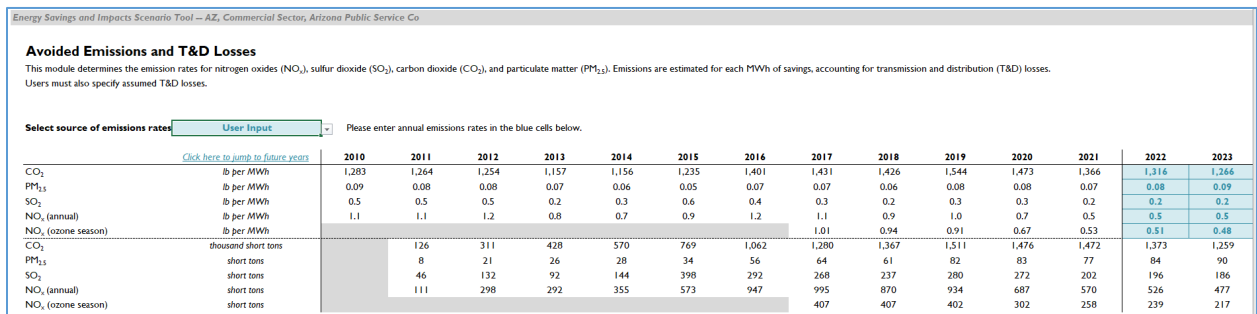 Energy Savings and Impacts Scenario Tool — AZ, Commercial Sector, Arizona Public Service Co
Avoided Emissions and T&D Losses
This module determines the emission rates for nitrogen oxides (NOₓ), sulfur dioxide (SO₂), carbon dioxide (CO₂), and particulate matter (PM₂.₅). Emissions are estimated for each MWh of savings, accounting for transmission and distribution (T&D) losses.
Users must also specify assumed T&D losses.
Select source of emissions rates User Input Please enter annual emissions rates in the blue cells below.
Click here to jump to future years 2010 2011 2012 2013 2014 2015 2016 2017 2018 2019 2020 2021 2022 2023
CO₂ lb per MWh 1,283 1,264 1,254 1,157 1,156 1,235 1,401 1,431 1,426 1,544 1,473 1,366 1,316 1,266
PM₂.₅ lb per MWh 0.09 0.08 0.08 0.07 0.06 0.05 0.07 0.07 0.06 0.08 0.08 0.07 0.08 0.09
SO₂ lb per MWh 0.5 0.5 0.5 0.2 0.3 0.6 0.4 0.3 0.2 0.3 0.3 0.2 0.2 0.2
NOₓ (annual) lb per MWh 1.1 1.1 1.2 0.8 0.7 0.9 1.2 1.1 0.9 1.0 0.7 0.5 0.5 0.5
NOₓ (ozone season) lb per MWh 1.01 0.94 0.91 0.67 0.53 0.51 0.48
CO₂ thousand short tons 126 311 428 570 769 1,062 1,280 1,367 1,511 1,476 1,472 1,373 1,259
PM₂.₅ short tons 8 21 26 28 34 56 64 61 82 83 77 84 90
SO₂ short tons 46 132 92 144 398 292 268 237 280 272 202 196 186
NOₓ (annual) short tons 111 298 292 355 573 947 995 870 934 687 570 526 477
NOₓ (ozone season) short tons 407 407 402 302 258 239 217